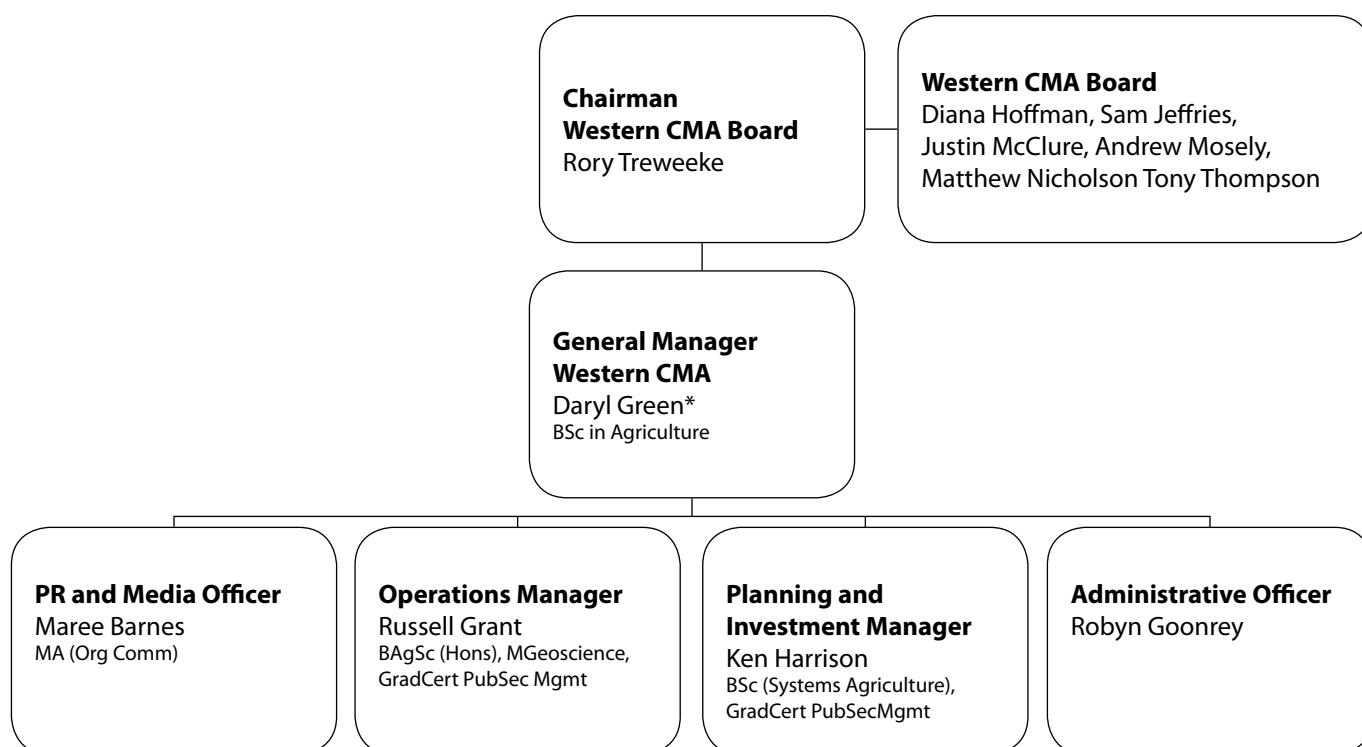 Chairman
Western CMA Board
Rory Treweeke
Western CMA Board
Diana Hoffman, Sam Jeffries,
Justin McClure, Andrew Mosely,
Matthew Nicholson Tony Thompson
General Manager
Western CMA
Daryl Green*
BSc in Agriculture
PR and Media Officer
Maree Barnes
MA (Org Comm)
Operations Manager
Russell Grant
BAgSc (Hons), MGeoscience,
GradCert PubSec Mgmt
Planning and
Investment Manager
Ken Harrison
BSc (Systems Agriculture),
GradCert PubSecMgmt
Administrative Officer
Robyn Goonrey